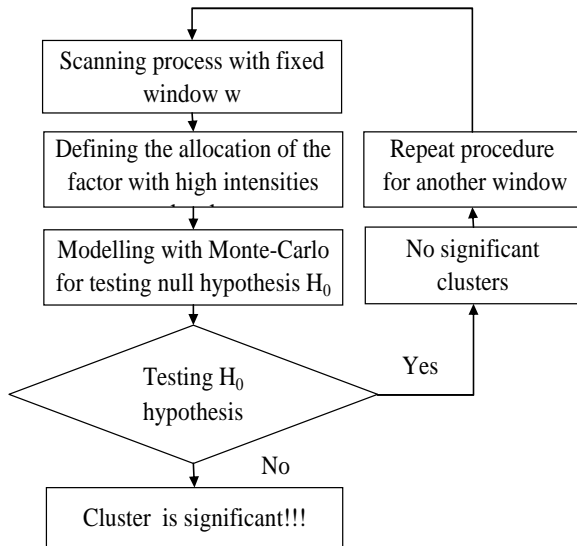 Scanning process with fixed
window w
Defining the allocation of the
factor with high intensities
Modelling with Monte-Carlo
for testing null hypothesis H₀
Testing H₀
hypothesis
Yes
No
Cluster is significant!!!
No significant
clusters
Repeat procedure
for another window